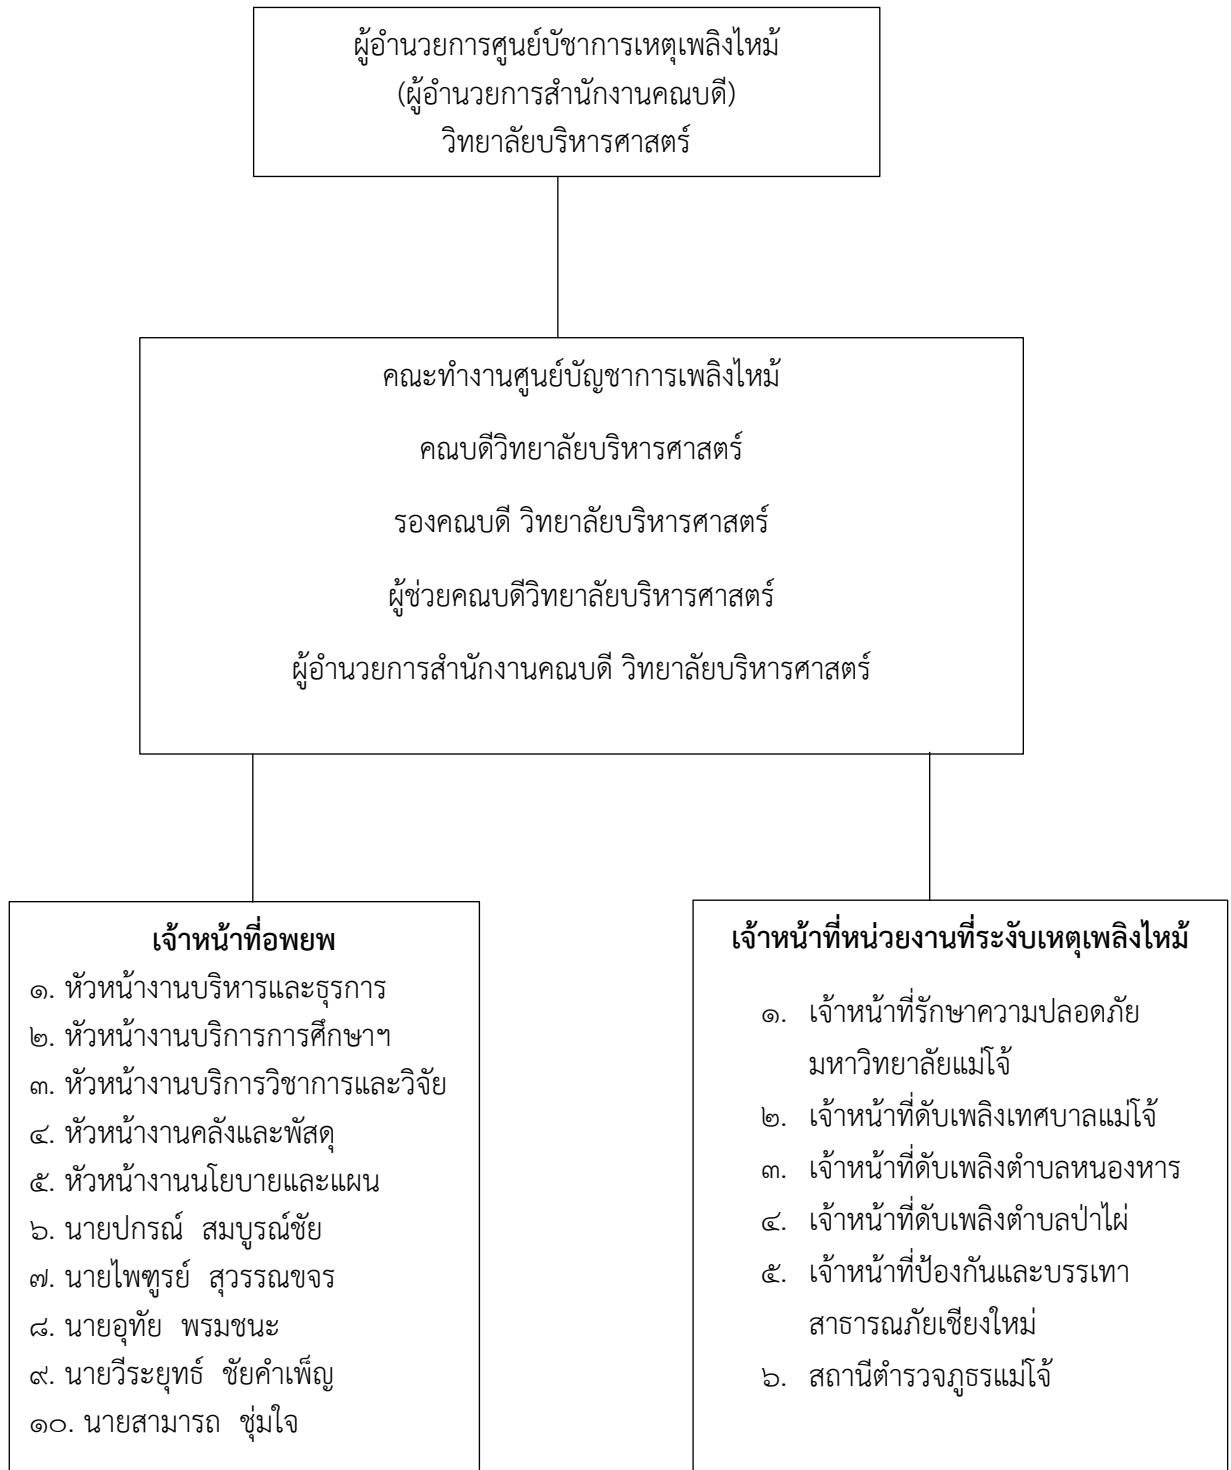 ผู้อำนวยการศูนย์บัชาการเหตุเพลิงไหม้
(ผู้อำนวยการสำนักงานคณบดี)
วิทยาลัยบริหารศาสตร์
คณะทำงานศูนย์บัญชาการเพลิงไหม้
คณบดีวิทยาลัยบริหารศาสตร์
รองคณบดี วิทยาลัยบริหารศาสตร์
ผู้ช่วยคณบดีวิทยาลัยบริหารศาสตร์
ผู้อำนวยการสำนักงานคณบดี วิทยาลัยบริหารศาสตร์
เจ้าหน้าที่อพยพ
๑. หัวหน้างานบริหารและธุรการ
๒. หัวหน้างานบริการการศึกษาฯ
๓. หัวหน้างานบริการวิชาการและวิจัย
๔. หัวหน้างานคลังและพัสดุ
๕. หัวหน้างานนโยบายและแผน
๖. นายปกรณ์ สมบูรณ์ชัย
๗. นายไพฑูรย์ สุวรรณขจร
๘. นายอุทัย พรมชนะ
๙. นายวีระยุทธ์ ชัยคำเพ็ญ
๑๐. นายสามารถ ชุ่มใจ
เจ้าหน้าที่หน่วยงานที่ระงับเหตุเพลิงไหม้
๑. เจ้าหน้าที่รักษาความปลอดภัย
มหาวิทยาลัยแม่โจ้
๒. เจ้าหน้าที่ดับเพลิงเทศบาลแม่โจ้
๓. เจ้าหน้าที่ดับเพลิงตำบลหนองหาร
๔. เจ้าหน้าที่ดับเพลิงตำบลป่าไผ่
๕. เจ้าหน้าที่ป้องกันและบรรเทา
สาธารณภัยเชียงใหม่
๖. สถานีตำรวจภูธรแม่โจ้